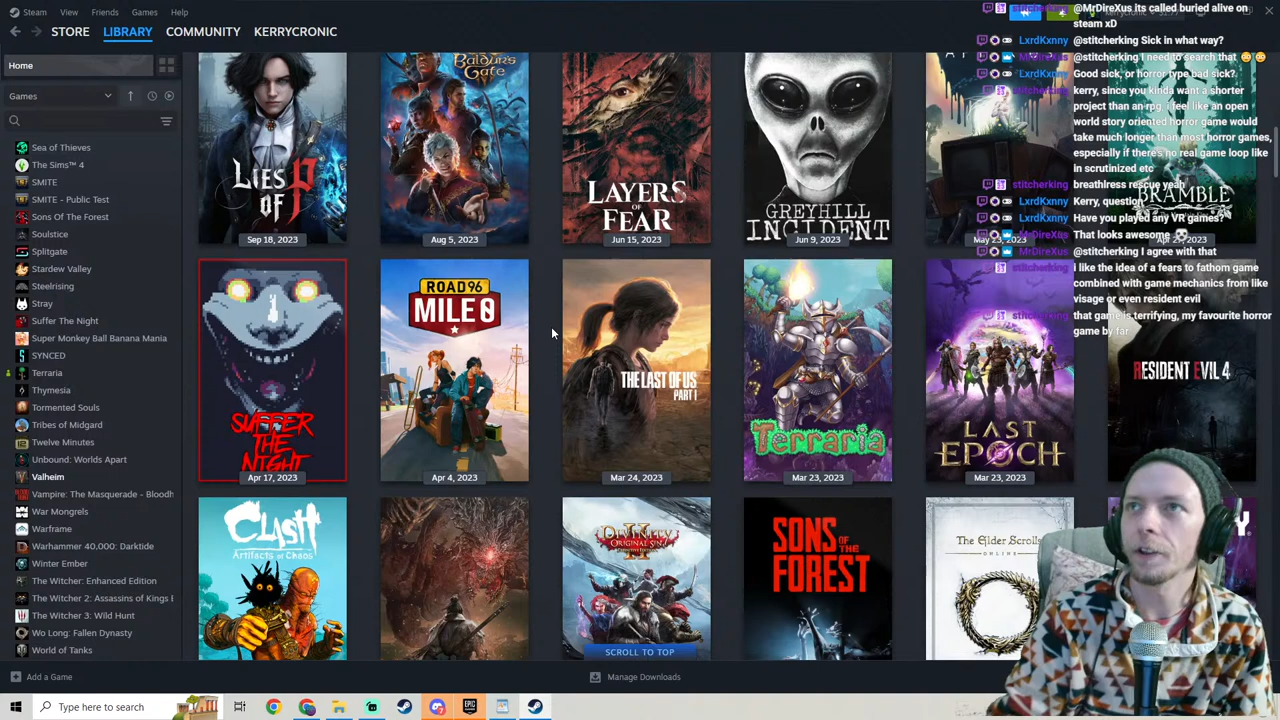 Steam View Friends Games Help
STORE LIBRARY COMMUNITY KERRYCRONIC
Home
Games
Sea of Thieves
The Sims™ 4
SMITE
SMITE - Public Test
Sons Of The Forest
Soulstice
Splitgate
Stardew Valley
Steelrising
Stray
Suffer The Night
Super Monkey Ball Banana Mania
SYNCED
Terraria
Thymesia
Tormented Souls
Tribes of Midgard
Twelve Minutes
Unbound: Worlds Apart
Valheim
Vampire: The Masquerade - Bloodh
War Mongrels
Warframe
Warhammer 40,000: Darktide
Winter Ember
The Witcher: Enhanced Edition
The Witcher 2: Assassins of Kings E
The Witcher 3: Wild Hunt
Wo Long: Fallen Dynasty
World of Tanks
LIES OF P
Sep 18, 2023
Baldur's Gate
Aug 5, 2023
LAYERS OF FEAR
Jun 15, 2023
GREYHILL INCIDENT
Jun 9, 2023
May 23, 2023
BRAMBLE
SUFFER THE NIGHT
Apr 17, 2023
ROAD 96
MILE 0
Apr 4, 2023
THE LAST OF US
PART I
Mar 24, 2023
Terraria
Mar 23, 2023
LAST EPOCH
Mar 23, 2023
RESIDENT EVIL 4
CLASH
Artifacts of Chaos
DIVINITY
ORIGINAL SIN
II
SONS OF THE FOREST
The Elder Scrolls
ONLINE
SCROLL TO TOP
@MrDireXus its called buried alive on
steam xD
LxrdKxnny @stitcherking Sick in what way?
MrDireXus @stitcherking I need to search that
LxrdKxnny Good sick, or horror type bad sick?
stitcherking kerry, since you kinda want a shorter
project than an rpg i feel like an open
world story oriented horror game would
take much longer than most horror games,
especially if there's no real game loop like
in scrutinized etc
stitcherking breathlress rescue yeah
LxrdKxnny Kerry, question
LxrdKxnny Have you played any VR games?
MrDireXus That looks awesome
MrDireXus @stitcherking I agree with that
stitcherking i like the idea of a fears to fathom game
combined with game mechanics from like
visage or even resident evil
stitcherking that game is terrifying, my favourite horror
game by far
Add a Game
Manage Downloads
Type here to search
EPIC